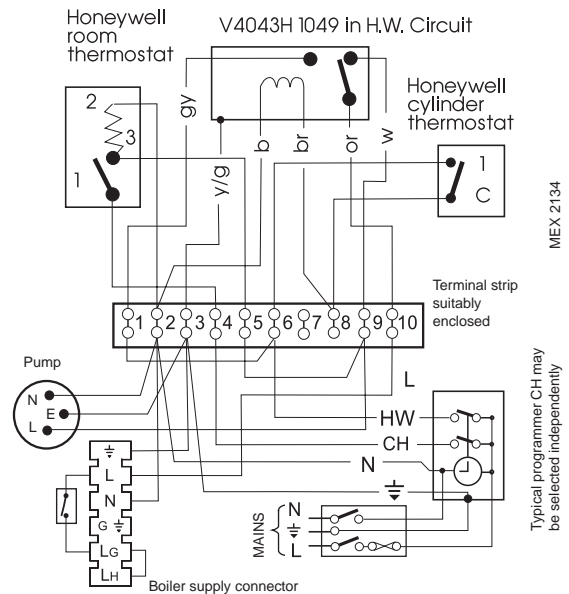 Honeywell
room
thermostat
V4043H 1049 in H.W. Circuit
Honeywell
cylinder
thermostat
2
3
1
gy
y/g
b
br
or
w
1
C
MEX 2134
1 2 3 4 5 6 7 8 9 10
Terminal strip
suitably
enclosed
Pump
N
E
L
L
HW
CH
N
Typical programmer CH may
be selected independently
L
N
G
LG
LH
MAINS
N
L
Boiler supply connector